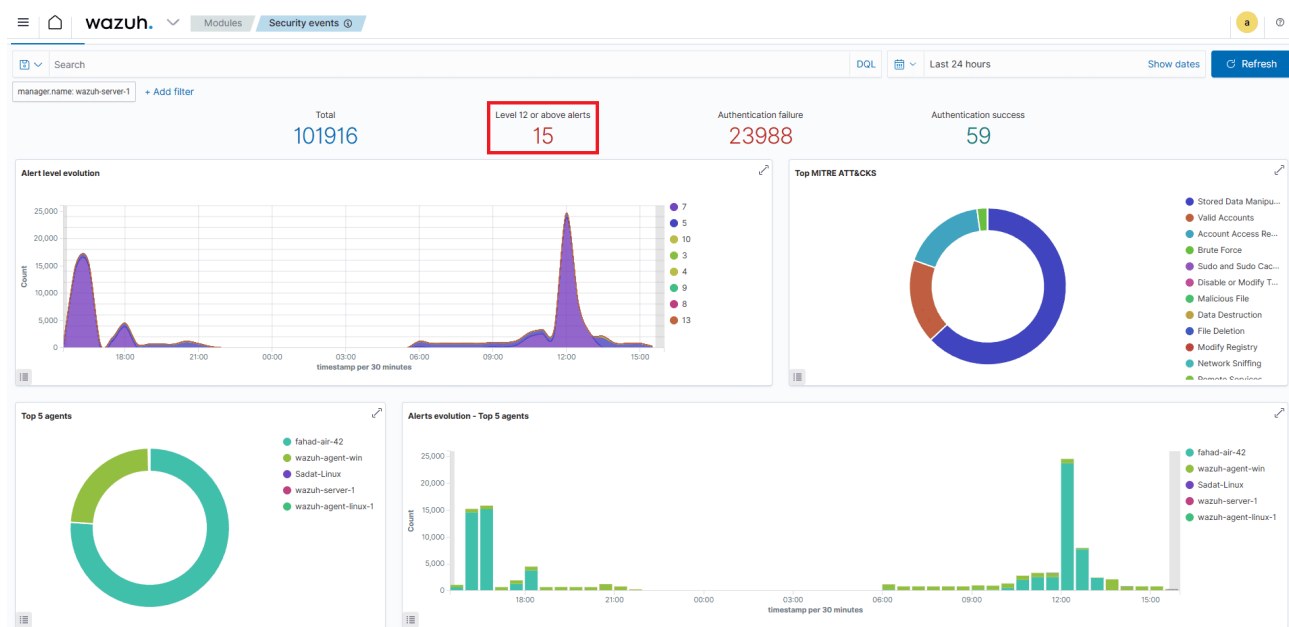 wazuh. Modules Security events
a
Search DQL Last 24 hours Show dates Refresh
manager.name: wazuh-server-1 + Add filter
Total
101916
Level 12 or above alerts
15
Authentication failure
23988
Authentication success
59
Alert level evolution
25,000
20,000
15,000
10,000
5,000
0
Count
18:00 21:00 00:00 03:00 06:00 09:00 12:00 15:00
timestamp per 30 minutes
7
5
10
3
4
9
8
13
Top MITRE ATT&CKS
Stored Data Manipu...
Valid Accounts
Account Access Re...
Brute Force
Sudo and Sudo Cac...
Disable or Modify T...
Malicious File
Data Destruction
File Deletion
Modify Registry
Network Sniffing
Remote Services
Top 5 agents
fahad-air-42
wazuh-agent-win
Sadat-Linux
wazuh-server-1
wazuh-agent-linux-1
Alerts evolution - Top 5 agents
25,000
20,000
15,000
10,000
5,000
0
Count
18:00 21:00 00:00 03:00 06:00 09:00 12:00 15:00
timestamp per 30 minutes
fahad-air-42
wazuh-agent-win
Sadat-Linux
wazuh-server-1
wazuh-agent-linux-1